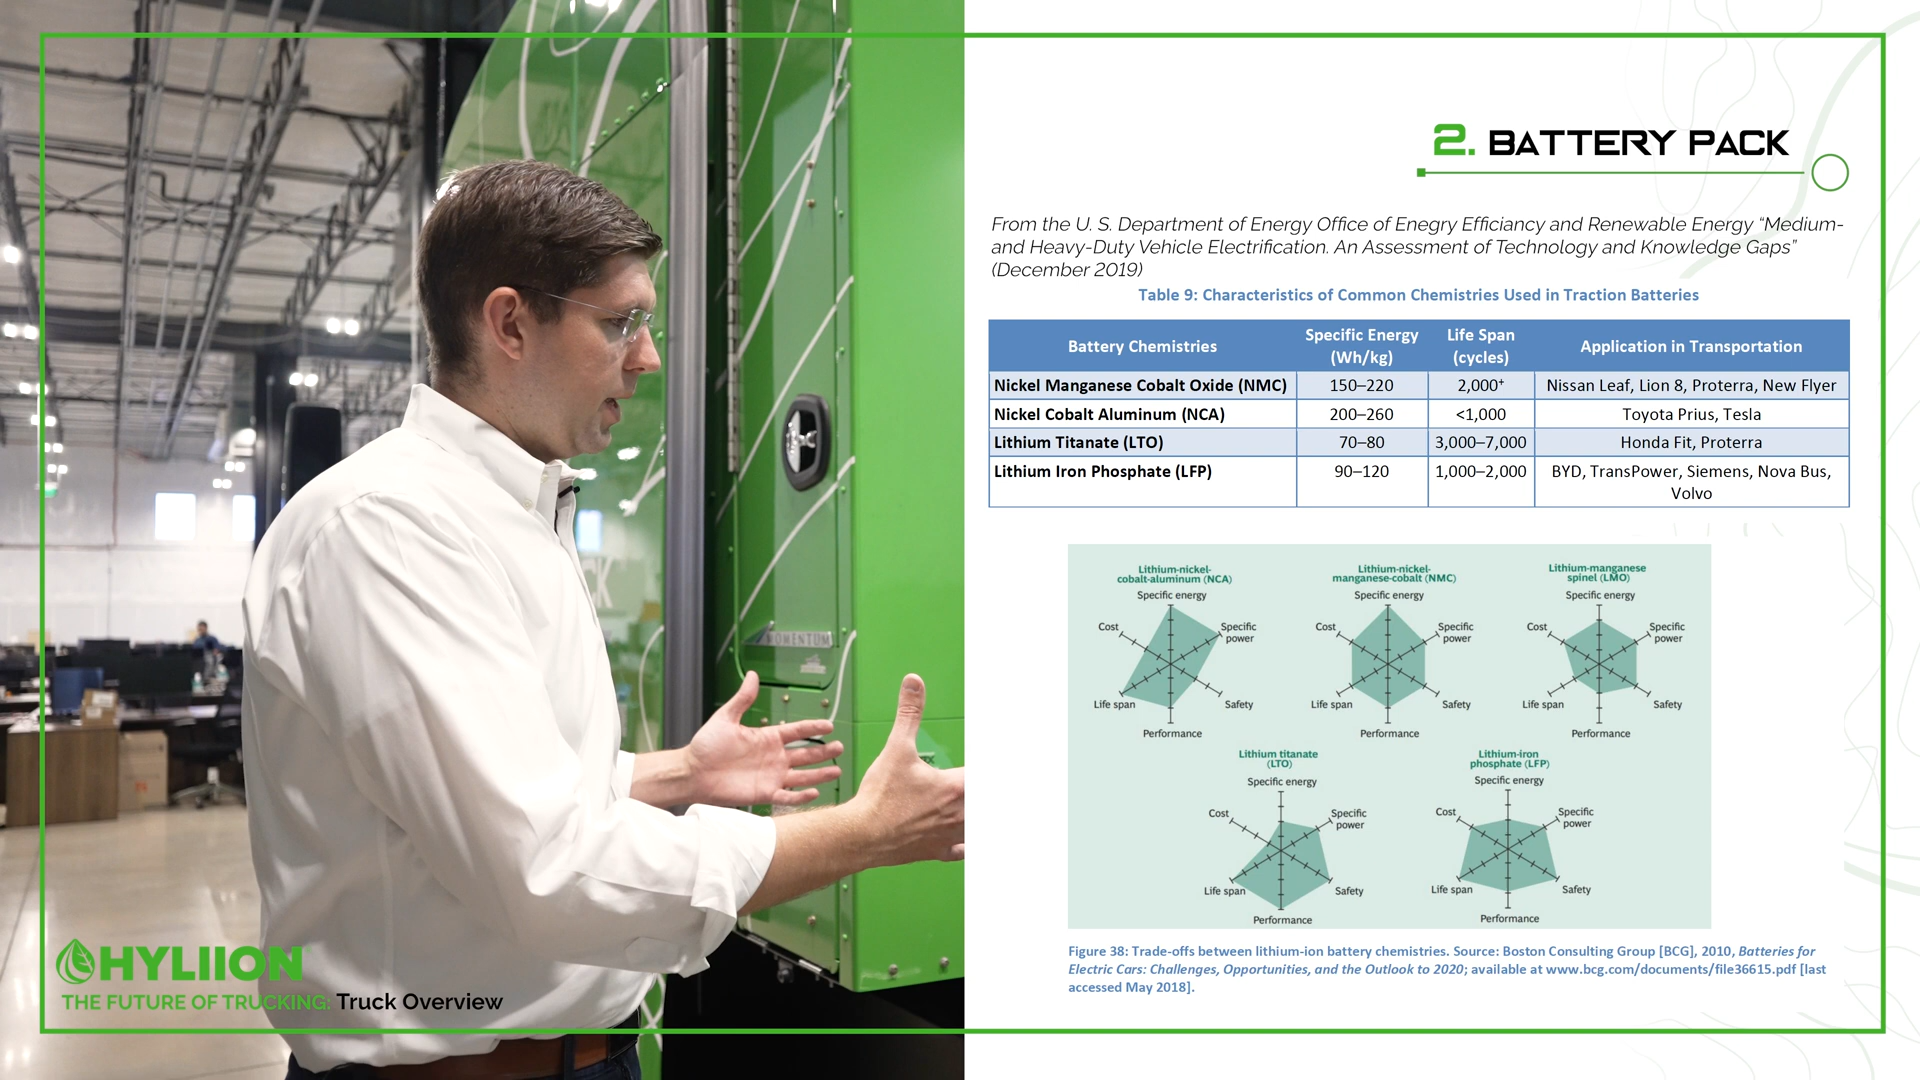 2. BATTERY PACK
From the U. S. Department of Energy Office of Enegry Efficiancy and Renewable Energy “Medium-
and Heavy-Duty Vehicle Electrification. An Assessment of Technology and Knowledge Gaps”
(December 2019)
Table 9: Characteristics of Common Chemistries Used in Traction Batteries
Battery Chemistries Specific Energy (Wh/kg) Life Span (cycles) Application in Transportation
Nickel Manganese Cobalt Oxide (NMC) 150–220 2,000⁺ Nissan Leaf, Lion 8, Proterra, New Flyer
Nickel Cobalt Aluminum (NCA) 200–260 <1,000 Toyota Prius, Tesla
Lithium Titanate (LTO) 70–80 3,000–7,000 Honda Fit, Proterra
Lithium Iron Phosphate (LFP) 90–120 1,000–2,000 BYD, TransPower, Siemens, Nova Bus,
Volvo
Lithium-nickel-
cobalt-aluminum (NCA)
Specific energy
Cost
Specific
power
Life span
Safety
Performance
Lithium-nickel-
manganese-cobalt (NMC)
Specific energy
Cost
Specific
power
Life span
Safety
Performance
Lithium-manganese
spinel (LMO)
Specific energy
Cost
Specific
power
Life span
Safety
Performance
Lithium titanate
(LTO)
Specific energy
Cost
Specific
power
Life span
Safety
Performance
Lithium-iron
phosphate (LFP)
Specific energy
Cost
Specific
power
Life span
Safety
Performance
Figure 38: Trade-offs between lithium-ion battery chemistries. Source: Boston Consulting Group [BCG], 2010, Batteries for
Electric Cars: Challenges, Opportunities, and the Outlook to 2020; available at www.bcg.com/documents/file36615.pdf [last
accessed May 2018].
MOMENTUM
HYLIION
THE FUTURE OF TRUCKING: Truck Overview